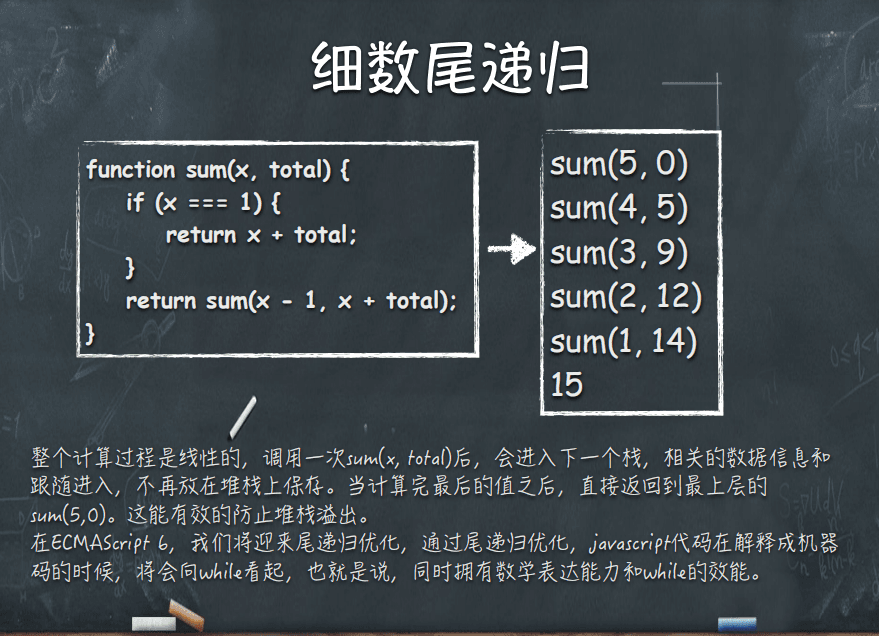 细数尾递归
function sum(x, total) {
if (x === 1) {
return x + total;
}
return sum(x - 1, x + total);
}
sum(5, 0)
sum(4, 5)
sum(3, 9)
sum(2, 12)
sum(1, 14)
15
整个计算过程是线性的，调用一次sum(x, total)后，会进入下一个栈，相关的数据信息和
跟随进入，不再放在堆栈上保存。当计算完最后的值之后，直接返回到最上层的
sum(5,0)。这能有效的防止堆栈溢出。
在ECMAScript 6，我们将迎来尾递归优化，通过尾递归优化，javascript代码在解释成机器
码的时候，将会向while看起，也就是说，同时拥有数学表达能力和while的效能。